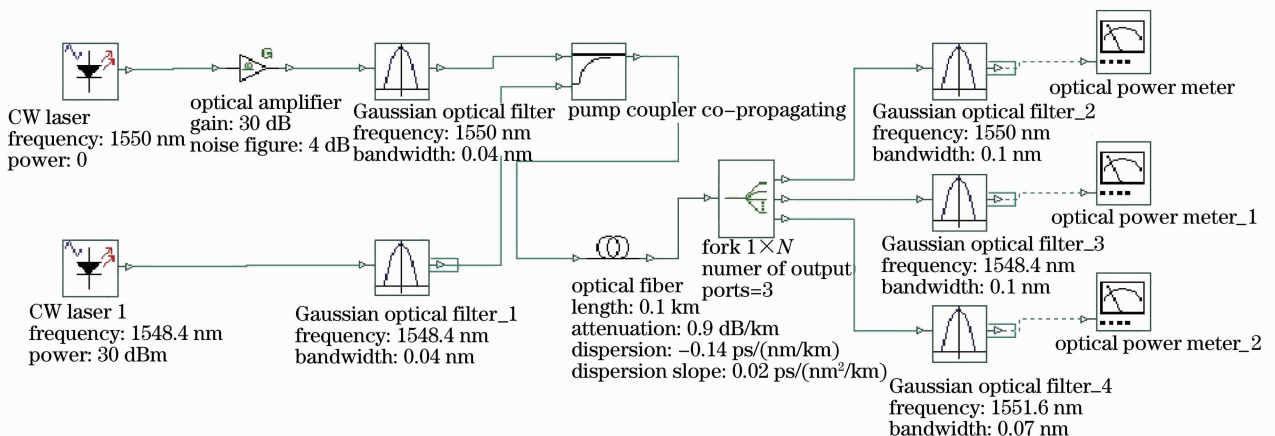 CW laser
frequency: 1550 nm
power: 0
G
optical amplifier
gain: 30 dB
noise figure: 4 dB
Gaussian optical filter
frequency: 1550 nm
bandwidth: 0.04 nm
pump coupler co-propagating
Gaussian optical filter_2
frequency: 1550 nm
bandwidth: 0.1 nm
optical power meter
CW laser 1
frequency: 1548.4 nm
power: 30 dBm
Gaussian optical filter_1
frequency: 1548.4 nm
bandwidth: 0.04 nm
optical fiber
length: 0.1 km
attenuation: 0.9 dB/km
dispersion: −0.14 ps/(nm/km)
dispersion slope: 0.02 ps/(nm²/km)
fork 1×N
numer of output
ports=3
Gaussian optical filter_3
frequency: 1548.4 nm
bandwidth: 0.1 nm
optical power meter_1
Gaussian optical filter_4
frequency: 1551.6 nm
bandwidth: 0.07 nm
optical power meter_2